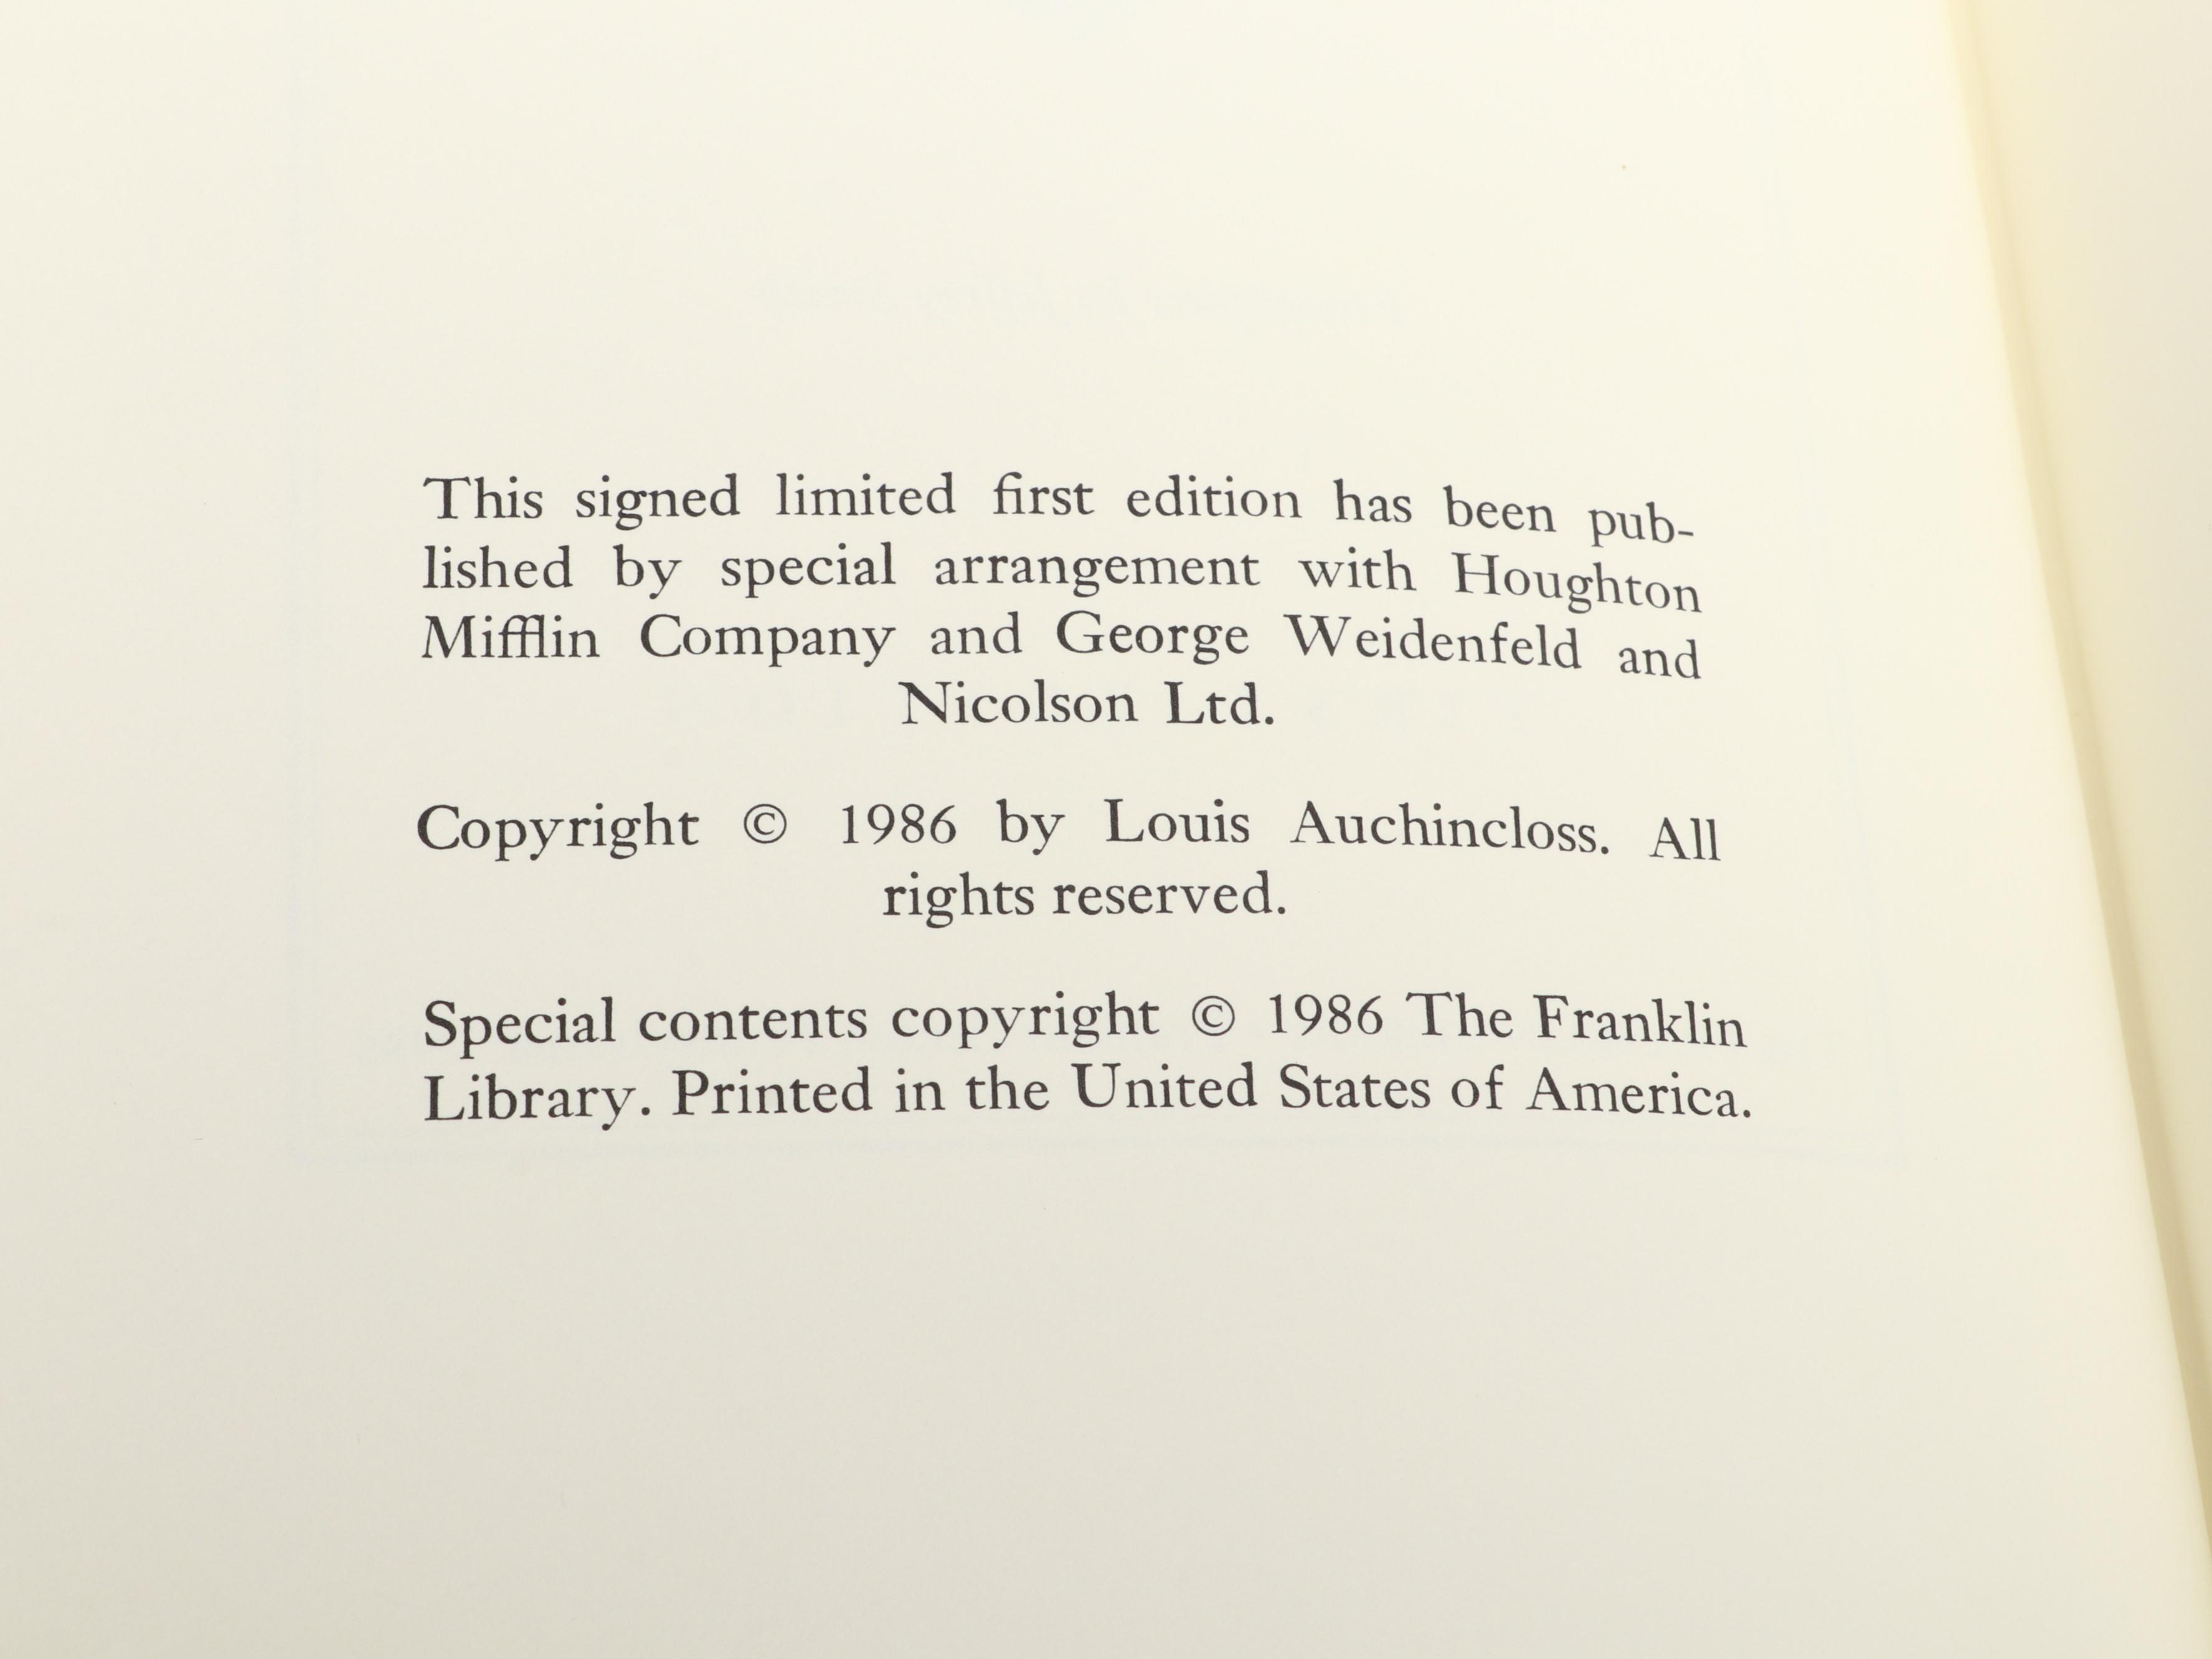 This signed limited first edition has been pub-
lished by special arrangement with Houghton
Mifflin Company and George Weidenfeld and
Nicolson Ltd.
Copyright © 1986 by Louis Auchincloss. All
rights reserved.
Special contents copyright © 1986 The Franklin
Library. Printed in the United States of America.